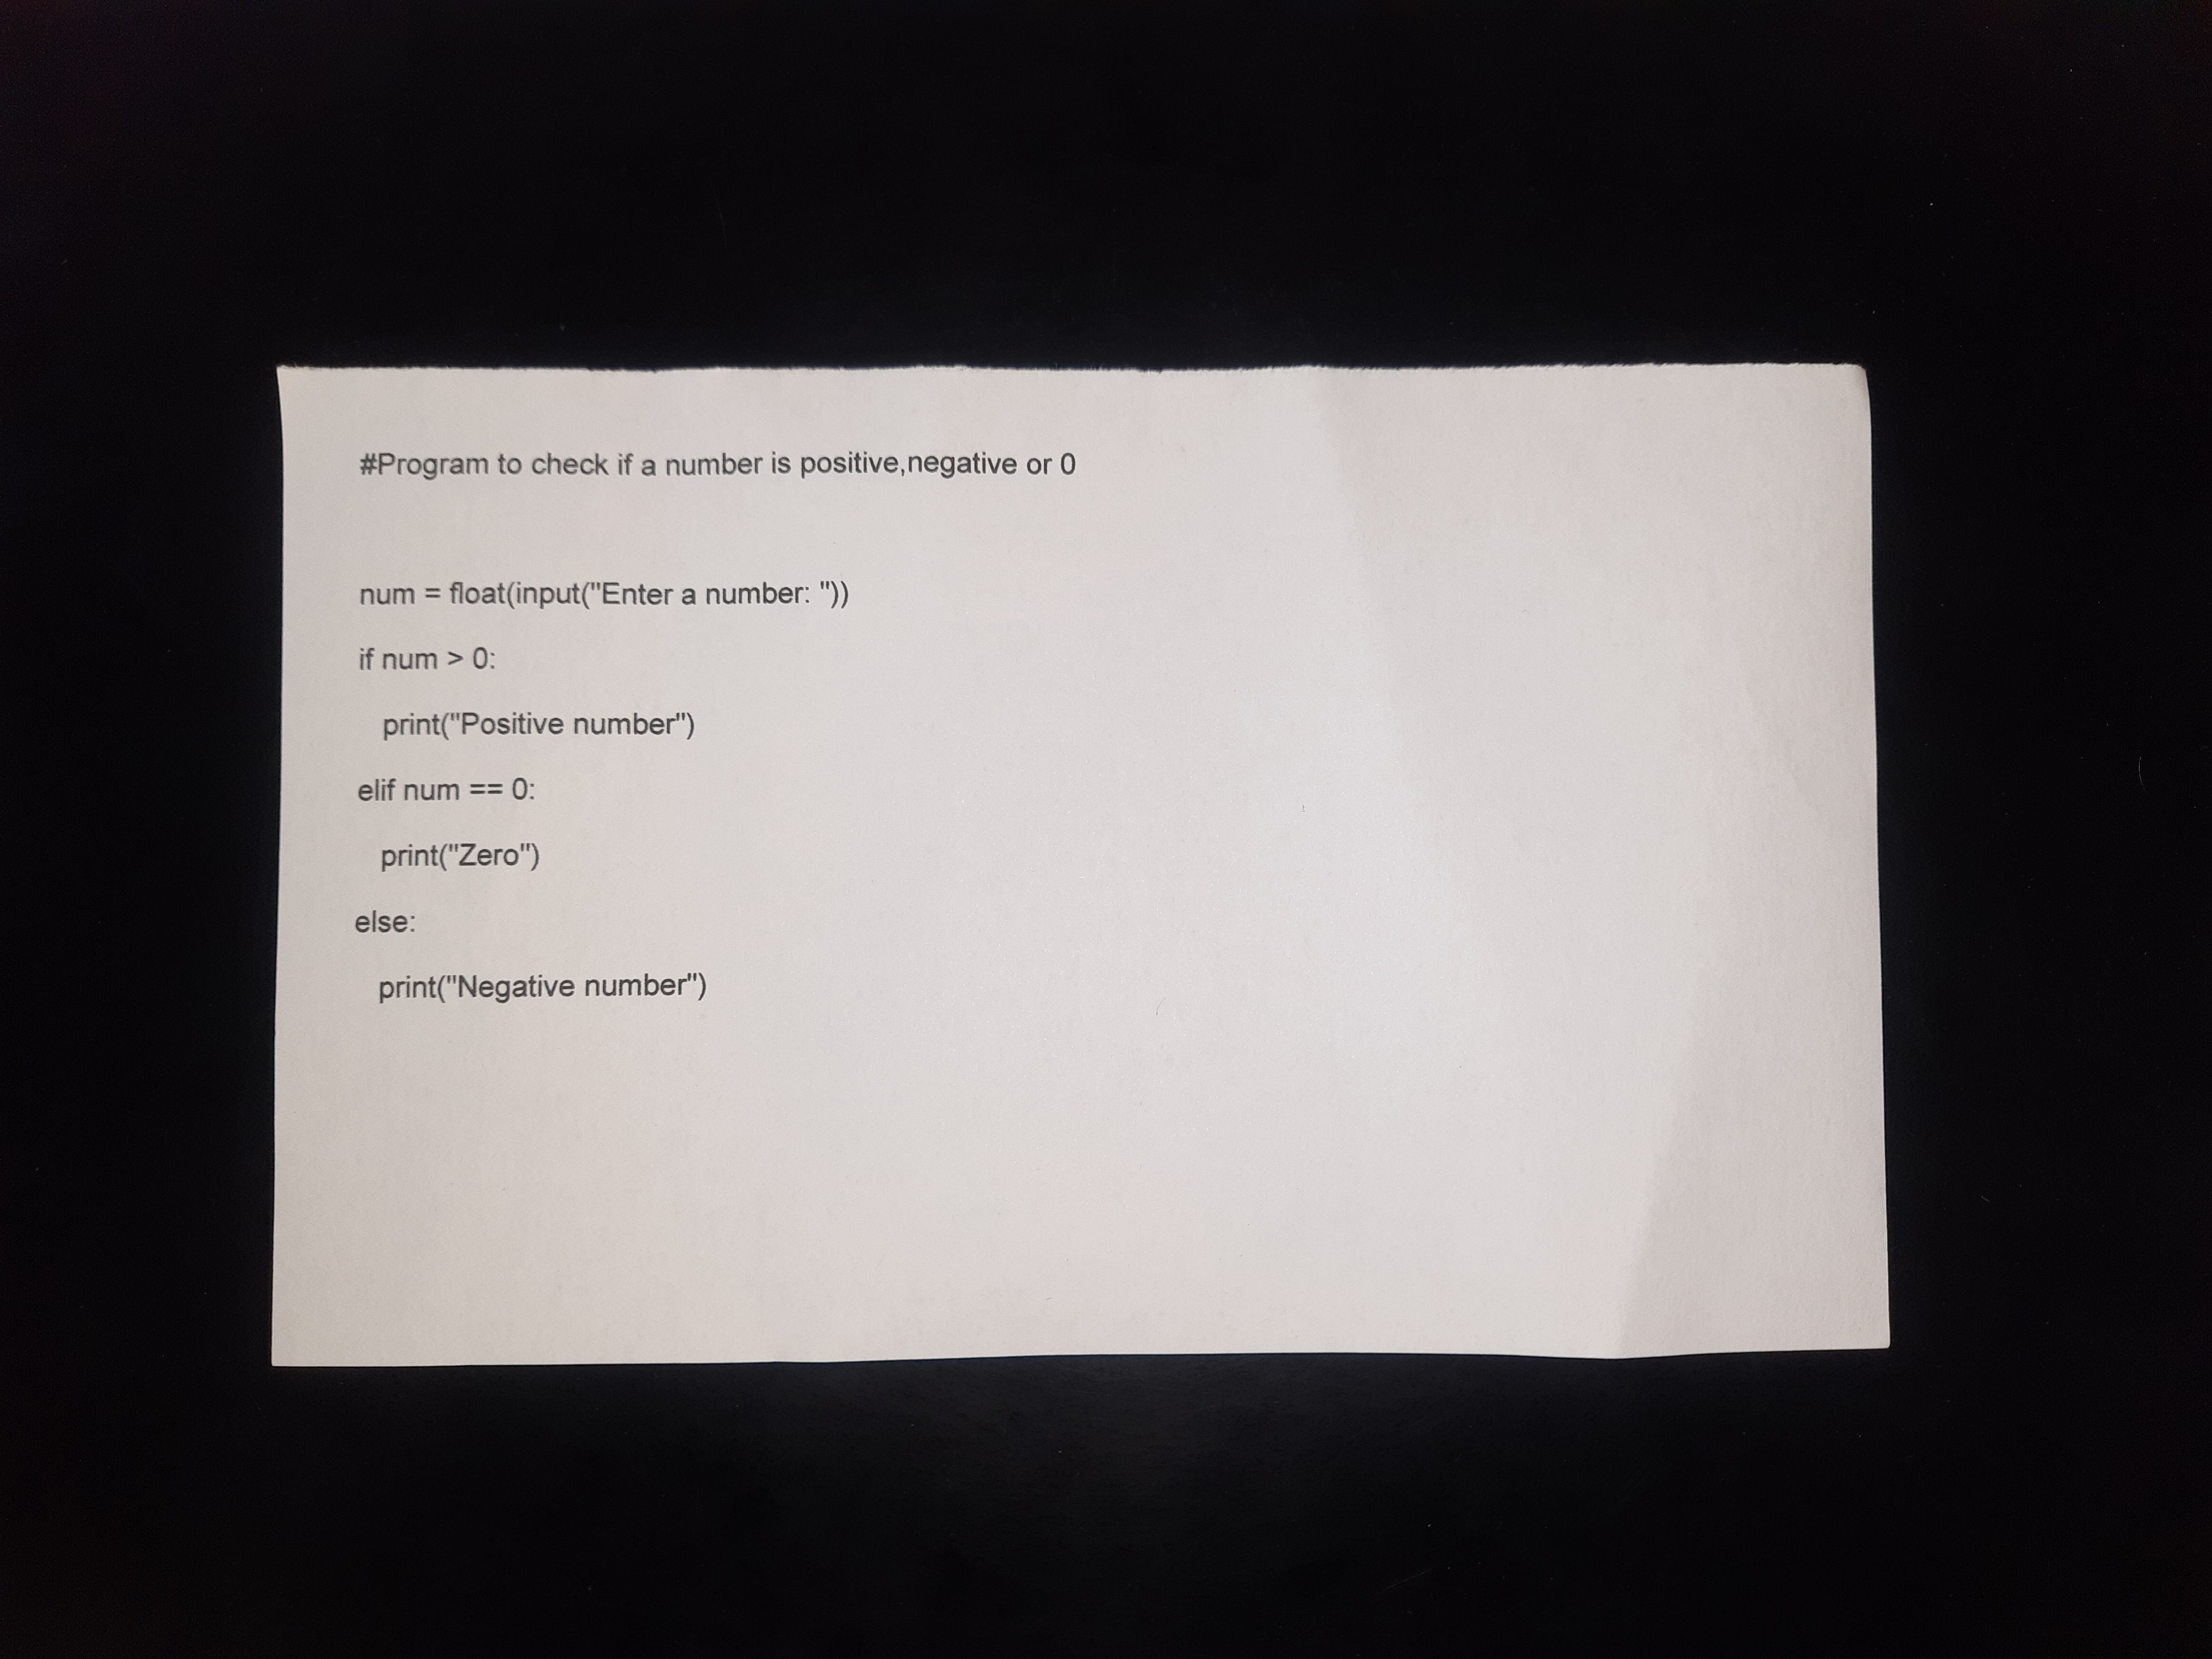 #Program to check if a number is positive,negative or 0
num = float(input("Enter a number: "))
if num > 0:
   print("Positive number")
elif num == 0:
   print("Zero")
else:
   print("Negative number")